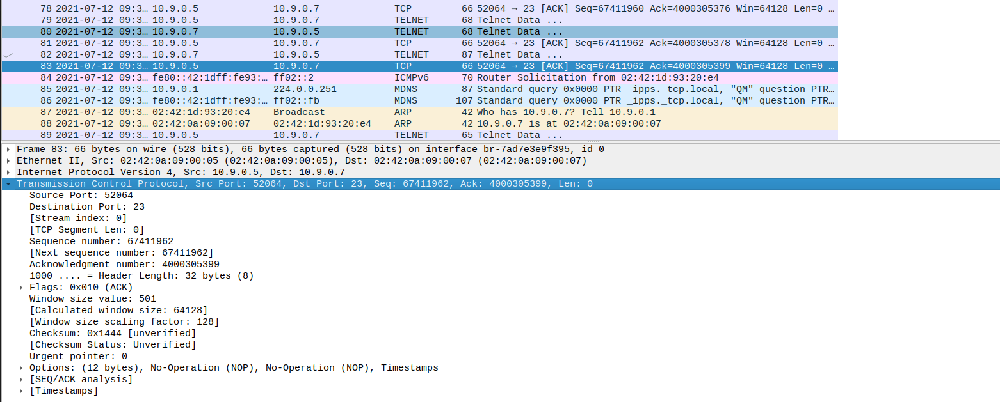 78 2021-07-12 09:3… 10.9.0.5 10.9.0.7 TCP 66 52064 → 23 [ACK] Seq=67411960 Ack=4000305376 Win=64128 Len=0 …
79 2021-07-12 09:3… 10.9.0.5 10.9.0.7 TELNET 68 Telnet Data ...
80 2021-07-12 09:3… 10.9.0.7 10.9.0.5 TELNET 68 Telnet Data ...
81 2021-07-12 09:3… 10.9.0.5 10.9.0.7 TCP 66 52064 → 23 [ACK] Seq=67411962 Ack=4000305378 Win=64128 Len=0 …
82 2021-07-12 09:3… 10.9.0.7 10.9.0.5 TELNET 87 Telnet Data ...
83 2021-07-12 09:3… 10.9.0.5 10.9.0.7 TCP 66 52064 → 23 [ACK] Seq=67411962 Ack=4000305399 Win=64128 Len=0 …
84 2021-07-12 09:3… fe80::42:1dff:fe93:… ff02::2 ICMPv6 70 Router Solicitation from 02:42:1d:93:20:e4
85 2021-07-12 09:3… 10.9.0.1 224.0.0.251 MDNS 87 Standard query 0x0000 PTR _ipps._tcp.local, "QM" question PTR…
86 2021-07-12 09:3… fe80::42:1dff:fe93:… ff02::fb MDNS 107 Standard query 0x0000 PTR _ipps._tcp.local, "QM" question PTR…
87 2021-07-12 09:3… 02:42:1d:93:20:e4 Broadcast ARP 42 Who has 10.9.0.7? Tell 10.9.0.1
88 2021-07-12 09:3… 02:42:0a:09:00:07 02:42:1d:93:20:e4 ARP 42 10.9.0.7 is at 02:42:0a:09:00:07
89 2021-07-12 09:3… 10.9.0.5 10.9.0.7 TELNET 65 Telnet Data ...
Frame 83: 66 bytes on wire (528 bits), 66 bytes captured (528 bits) on interface br-7ad7e3e9f395, id 0
Ethernet II, Src: 02:42:0a:09:00:05 (02:42:0a:09:00:05), Dst: 02:42:0a:09:00:07 (02:42:0a:09:00:07)
Internet Protocol Version 4, Src: 10.9.0.5, Dst: 10.9.0.7
Transmission Control Protocol, Src Port: 52064, Dst Port: 23, Seq: 67411962, Ack: 4000305399, Len: 0
Source Port: 52064
Destination Port: 23
[Stream index: 0]
[TCP Segment Len: 0]
Sequence number: 67411962
[Next sequence number: 67411962]
Acknowledgment number: 4000305399
1000 .... = Header Length: 32 bytes (8)
Flags: 0x010 (ACK)
Window size value: 501
[Calculated window size: 64128]
[Window size scaling factor: 128]
Checksum: 0x1444 [unverified]
[Checksum Status: Unverified]
Urgent pointer: 0
Options: (12 bytes), No-Operation (NOP), No-Operation (NOP), Timestamps
[SEQ/ACK analysis]
[Timestamps]